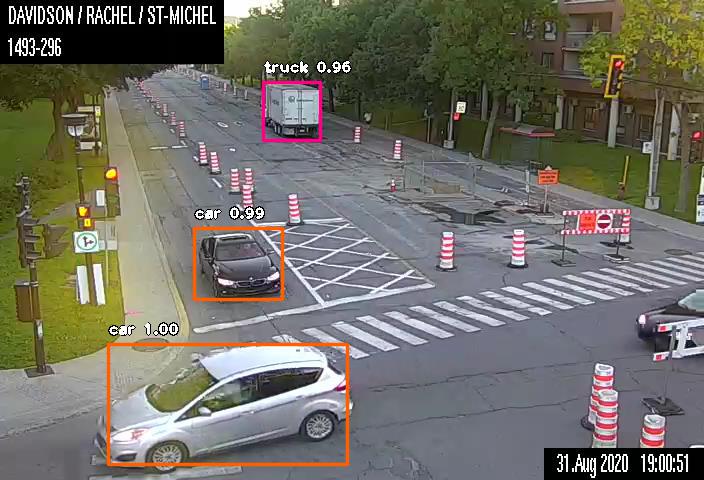 DAVIDSON / RACHEL / ST-MICHEL
1493-296
truck 0.96
car 0.99
car 1.00
31.Aug 2020 19:00:51